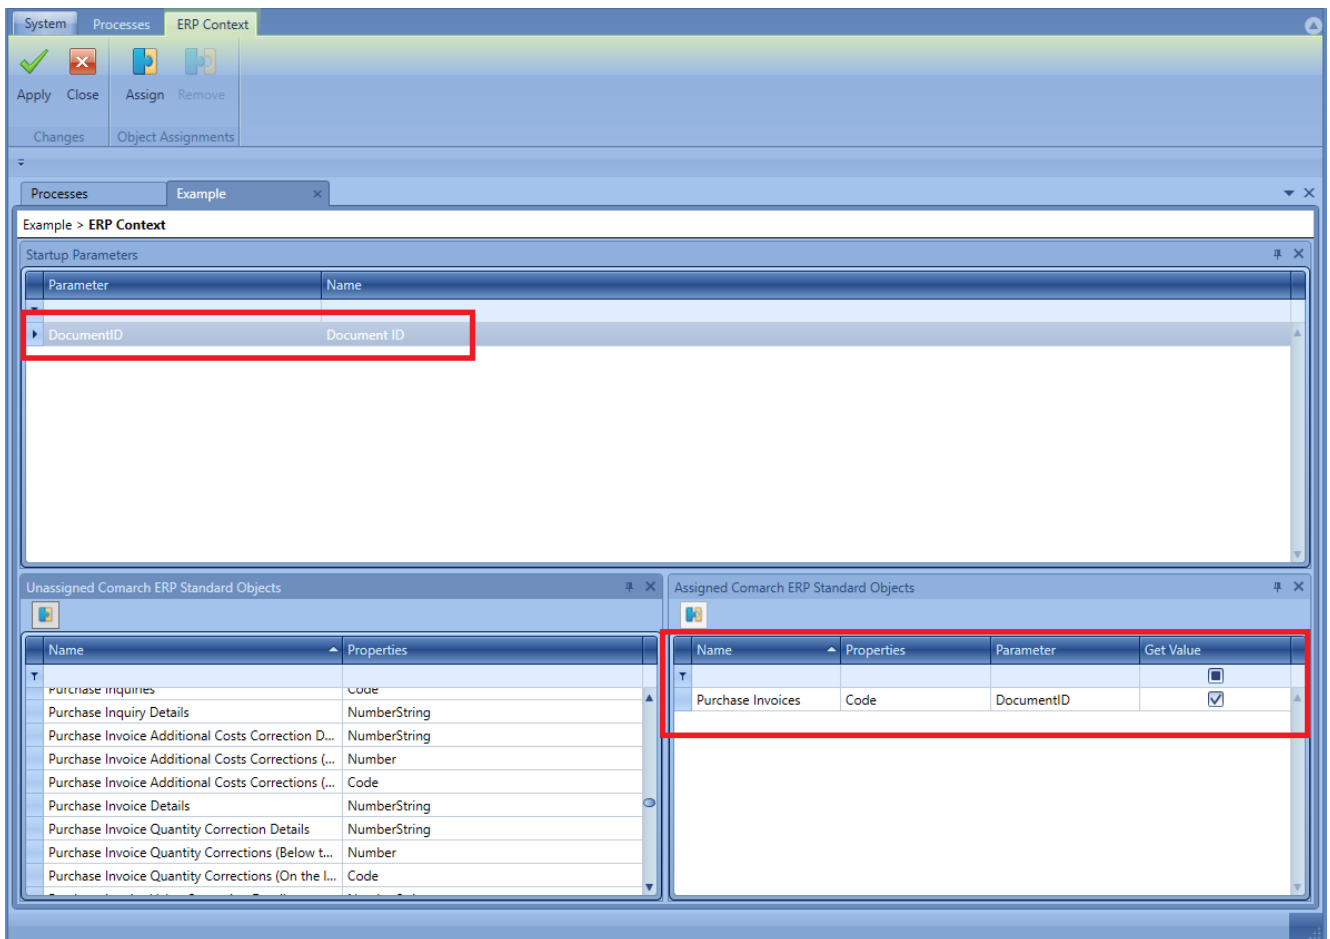 System Processes ERP Context
Apply Close Assign Remove
Changes Object Assignments
Processes Example
Example > ERP Context
Startup Parameters
Parameter Name
DocumentID Document ID
Unassigned Comarch ERP Standard Objects
Name Properties
Purchase Inquiries Code
Purchase Inquiry Details NumberString
Purchase Invoice Additional Costs Correction D... NumberString
Purchase Invoice Additional Costs Corrections (... Number
Purchase Invoice Additional Costs Corrections (... Code
Purchase Invoice Details NumberString
Purchase Invoice Quantity Correction Details NumberString
Purchase Invoice Quantity Corrections (Below t... Number
Purchase Invoice Quantity Corrections (On the I... Code
Assigned Comarch ERP Standard Objects
Name Properties Parameter Get Value
Purchase Invoices Code DocumentID